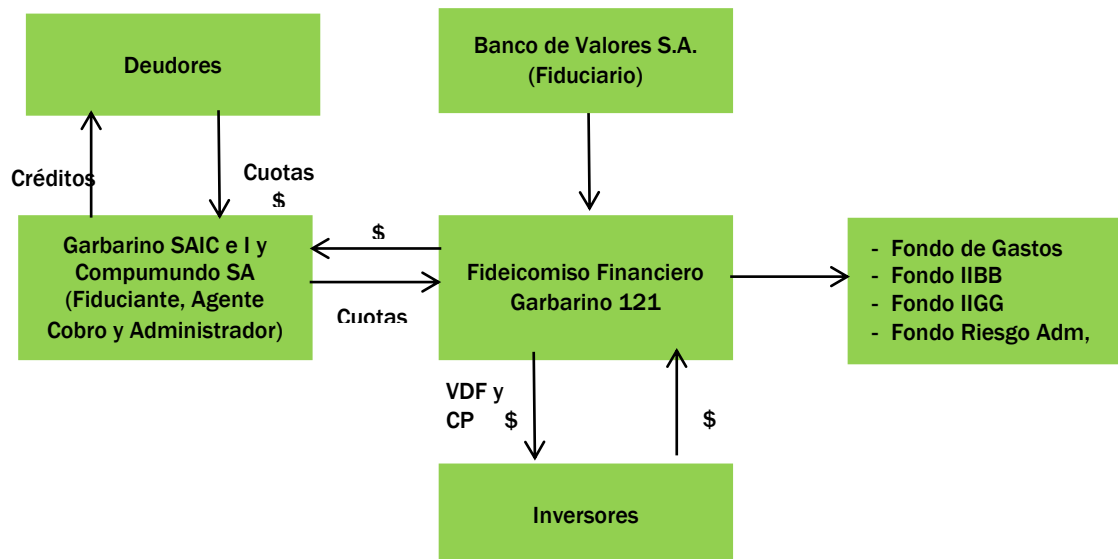 Deudores
Banco de Valores S.A.
(Fiduciario)
Créditos
Cuotas
$
Garbarino SAIC e I y
Compumundo SA
(Fiduciante, Agente
Cobro y Administrador)
$
Cuotas
Fideicomiso Financiero
Garbarino 121
- Fondo de Gastos
- Fondo IIBB
- Fondo IIGG
- Fondo Riesgo Adm,
VDF y
CP $
$
Inversores